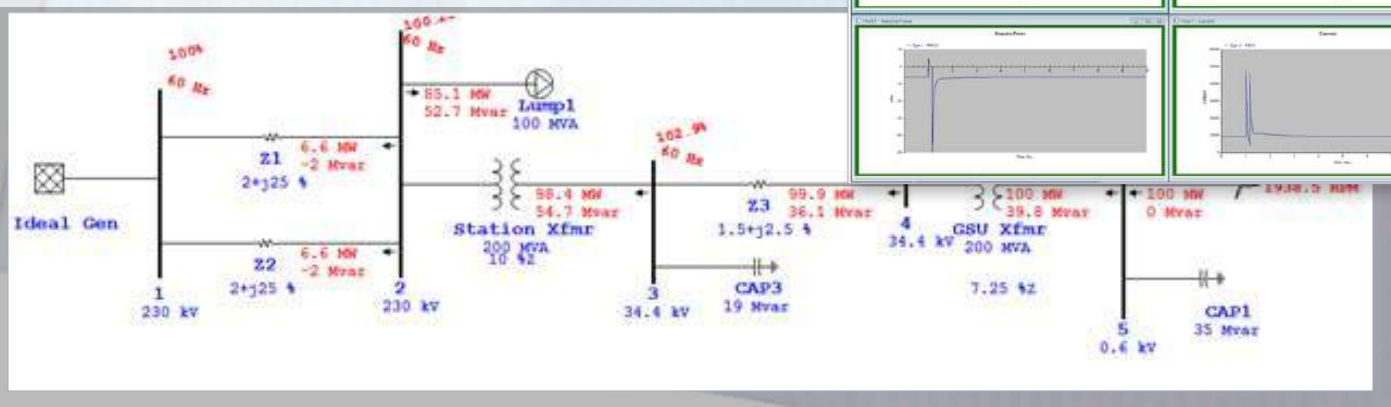 100%
60 Hz
60 Hz
Ideal Gen
Z1
2+j25 %
6.6 MW
-2 Mvar
Z2
2+j25 %
6.6 MW
-2 Mvar
1
230 kV
2
230 kV
85.1 MW
52.7 Mvar
Lump1
100 MVA
98.4 MW
54.7 Mvar
Station Xfmr
200 MVA
10 %Z
102.9%
60 Hz
3
34.4 kV
Z3
1.5+j2.5 %
99.9 MW
36.1 Mvar
CAP3
19 Mvar
4
34.4 kV
100 MW
39.8 Mvar
GSU Xfmr
200 MVA
7.25 %Z
100 MW
0 Mvar
1938.5 RPM
5
0.6 kV
CAP1
35 Mvar